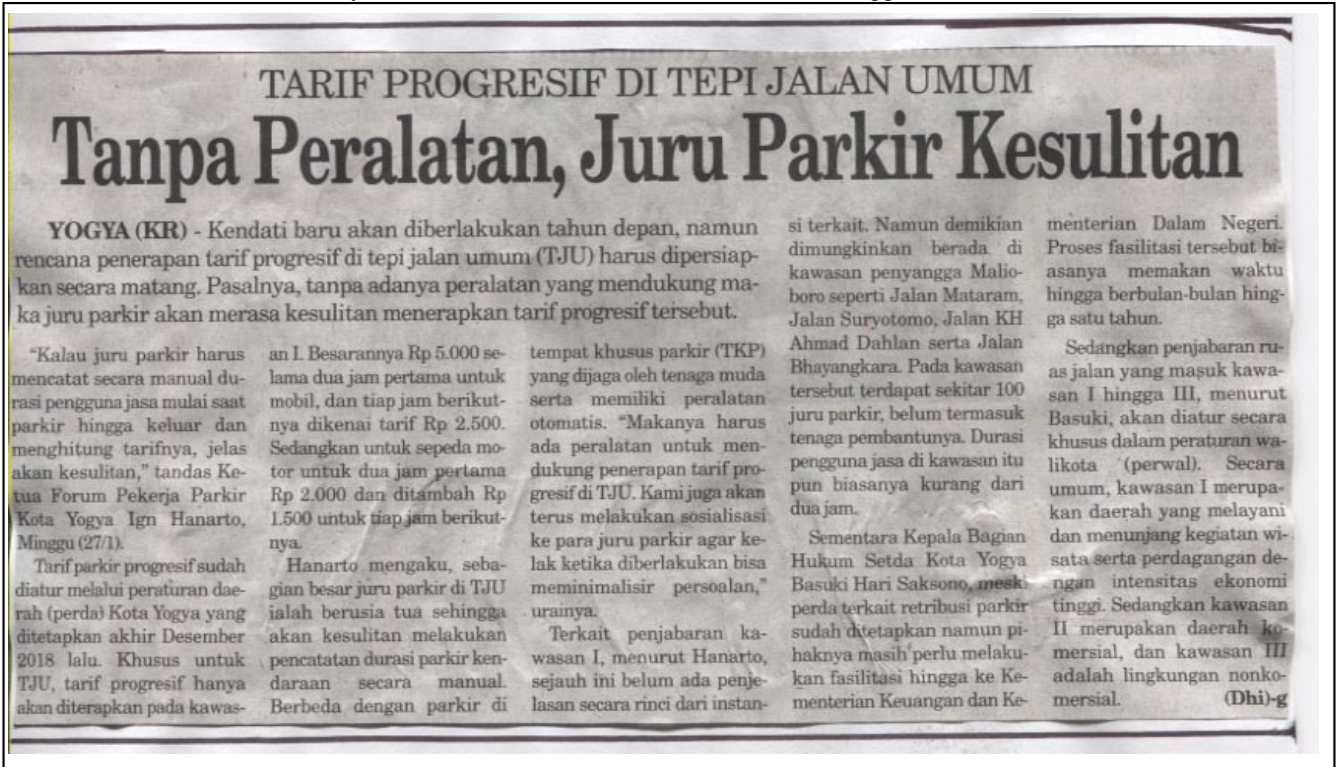 TARIF PROGRESIF DI TEPI JALAN UMUM
Tanpa Peralatan, Juru Parkir Kesulitan
YOGYA (KR) - Kendati baru akan diberlakukan tahun depan, namun
rencana penerapan tarif progresif di tepi jalan umum (TJU) harus dipersiap-
kan secara matang. Pasalnya, tanpa adanya peralatan yang mendukung ma-
ka juru parkir akan merasa kesulitan menerapkan tarif progresif tersebut.
"Kalau juru parkir harus
mencatat secara manual du-
rasi pengguna jasa mulai saat
parkir hingga keluar dan
menghitung tarifnya, jelas
akan kesulitan," tandas Ke-
tua Forum Pekerja Parkir
Kota Yogya Ign Hanarto,
Minggu (27/1).
Tarif parkir progresif sudah
diatur melalui peraturan dae-
rah (perda) Kota Yogya yang
ditetapkan akhir Desember
2018 lalu. Khusus untuk
TJU, tarif progresif hanya
akan diterapkan pada kawas-
an I. Besarannya Rp 5.000 se-
lama dua jam pertama untuk
mobil, dan tiap jam berikut-
nya dikenai tarif Rp 2.500.
Sedangkan untuk sepeda mo-
tor untuk dua jam pertama
Rp 2.000 dan ditambah Rp
1.500 untuk tiap jam berikut-
nya.
Hanarto mengaku, seba-
gian besar juru parkir di TJU
ialah berusia tua sehingga
akan kesulitan melakukan
pencatatan durasi parkir ken-
daraan secara manual.
Berbeda dengan parkir di
tempat khusus parkir (TKP)
yang dijaga oleh tenaga muda
serta memiliki peralatan
otomatis. "Makanya harus
ada peralatan untuk men-
dukung penerapan tarif pro-
gresif di TJU. Kami juga akan
terus melakukan sosialisasi
ke para juru parkir agar ke-
lak ketika diberlakukan bisa
meminimalisir persoalan,"
urainya.
Terkait penjabaran ka-
wasan I, menurut Hanarto,
sejauh ini belum ada penje-
lasan secara rinci dari instan-
si terkait. Namun demikian
dimungkinkan berada di
kawasan penyangga Malio-
boro seperti Jalan Mataram,
Jalan Suryotomo, Jalan KH
Ahmad Dahlan serta Jalan
Bhayangkara. Pada kawasan
tersebut terdapat sekitar 100
juru parkir, belum termasuk
tenaga pembantunya. Durasi
pengguna jasa di kawasan itu
pun biasanya kurang dari
dua jam.
Sementara Kepala Bagian
Hukum Setda Kota Yogya
Basuki Hari Saksono, meski
perda terkait retribusi parkir
sudah ditetapkan namun pi-
haknya masih perlu melaku-
kan fasilitasi hingga ke Ke-
menterian Keuangan dan Ke-
menterian Dalam Negeri.
Proses fasilitasi tersebut bi-
asanya memakan waktu
hingga berbulan-bulan hing-
ga satu tahun.
Sedangkan penjabaran ru-
as jalan yang masuk kawa-
san I hingga III, menurut
Basuki, akan diatur secara
khusus dalam peraturan wa-
likota (perwal). Secara
umum, kawasan I merupa-
kan daerah yang melayani
dan menunjang kegiatan wi-
sata serta perdagangan de-
ngan intensitas ekonomi
tinggi. Sedangkan kawasan
II merupakan daerah ko-
mersial, dan kawasan III
adalah lingkungan nonko-
mersial. (Dhi)-g